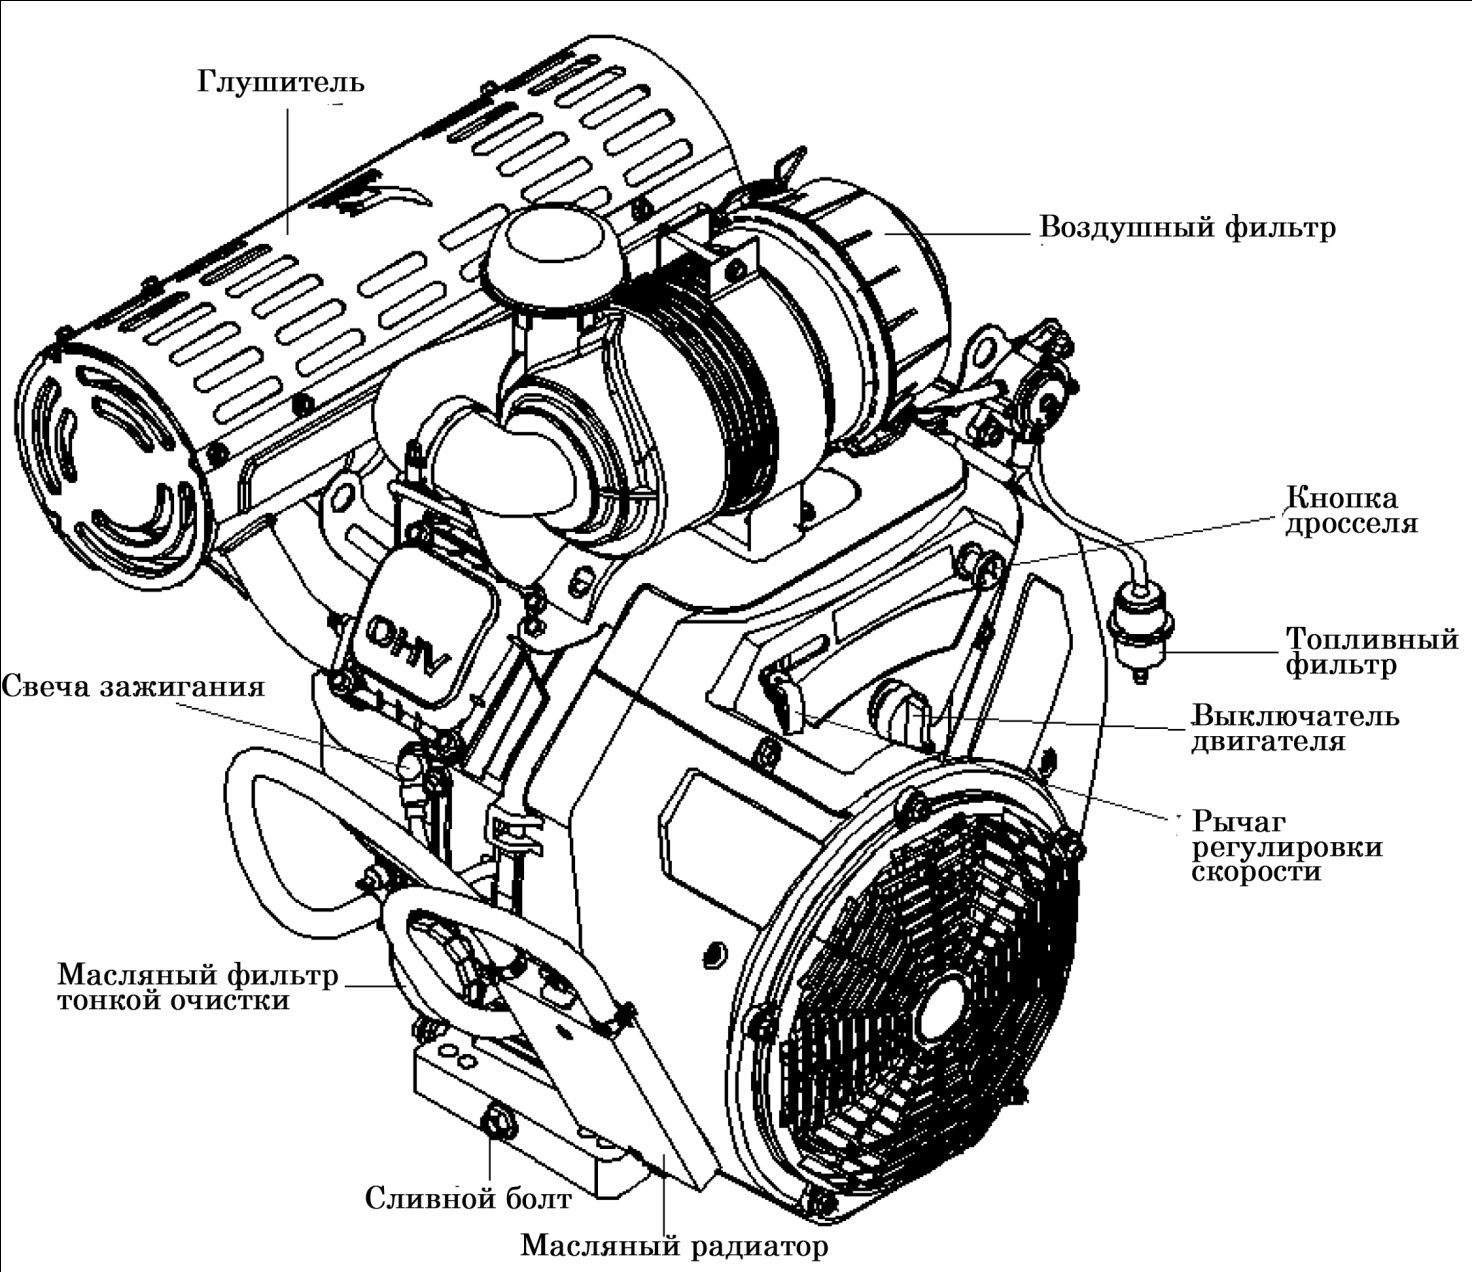 Глушитель
Воздушный фильтр
Кнопка
дросселя
OHV
Топливный
фильтр
Свеча зажигания
Выключатель
двигателя
Рычаг
регулировки
скорости
Масляный фильтр
тонкой очистки
Сливной болт
Масляный радиатор